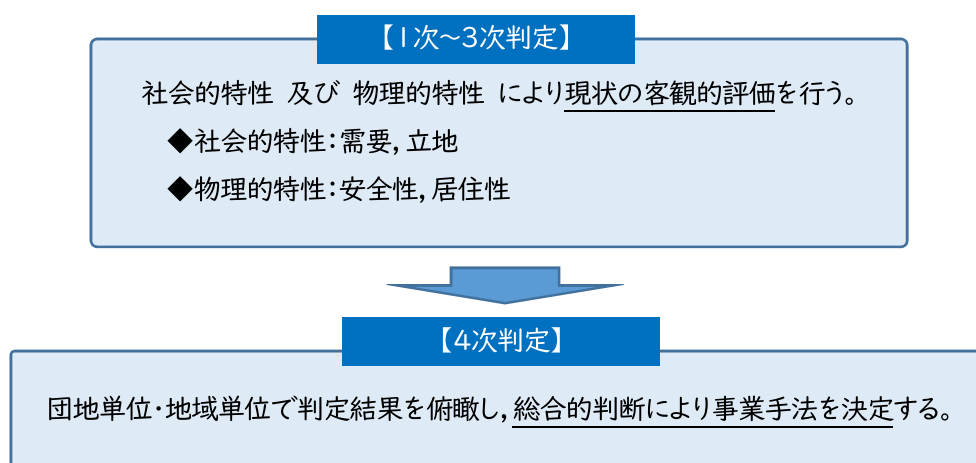 【1次～3次判定】
社会的特性 及び 物理的特性 により現状の客観的評価を行う。
◆社会的特性：需要，立地
◆物理的特性：安全性，居住性
【4次判定】
団地単位・地域単位で判定結果を俯瞰し，総合的判断により事業手法を決定する。